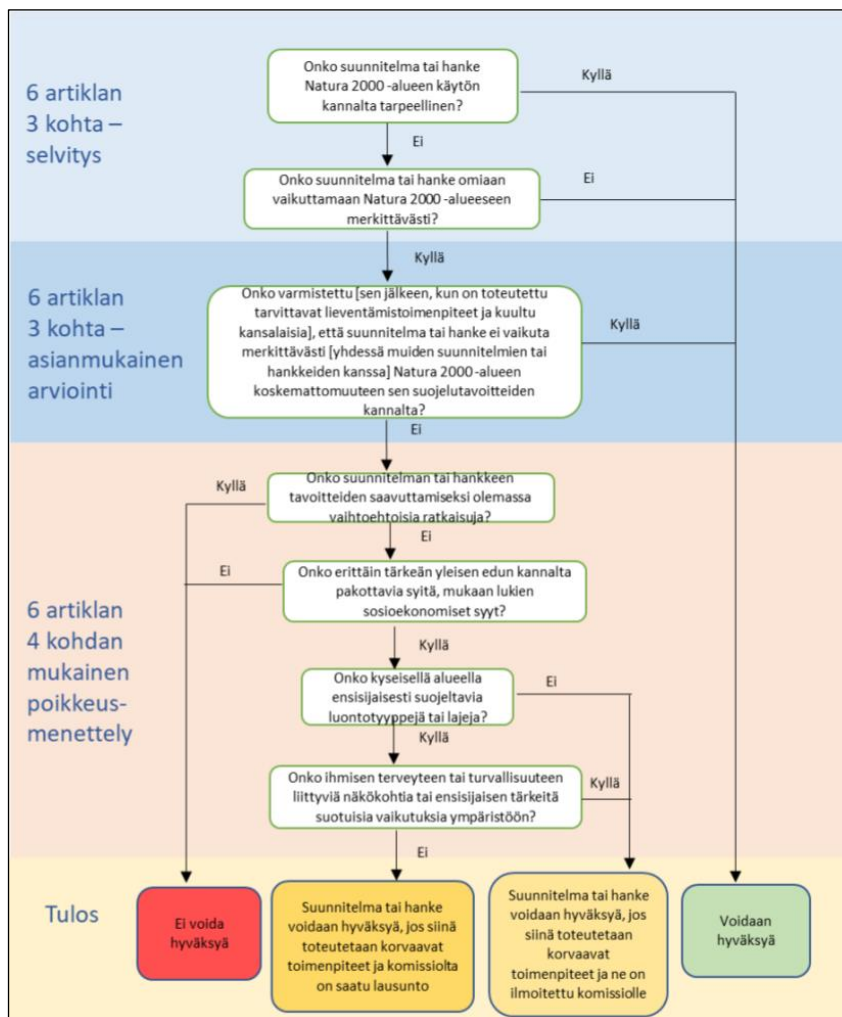 6 artiklan
3 kohta –
selvitys
Onko suunnitelma tai hanke
Natura 2000 -alueen käytön
kannalta tarpeellinen?
Kyllä
Ei
Onko suunnitelma tai hanke omiaan
vaikuttamaan Natura 2000 -alueeseen
merkittävästi?
Ei
Kyllä
6 artiklan
3 kohta –
asianmukainen
arviointi
Onko varmistettu [sen jälkeen, kun on toteutettu
tarvittavat lieventämistoimenpiteet ja kuultu
kansalaisia], että suunnitelma tai hanke ei vaikuta
merkittävästi [yhdessä muiden suunnitelmien tai
hankkeiden kanssa] Natura 2000 -alueen
koskemattomuuteen sen suojelutavoitteiden
kannalta?
Kyllä
Ei
6 artiklan
4 kohdan
mukainen
poikkeus-
menettely
Onko suunnitelman tai hankkeen
tavoitteiden saavuttamiseksi olemassa
vaihtoehtoisia ratkaisuja?
Kyllä
Ei
Onko erittäin tärkeän yleisen edun kannalta
pakottavia syitä, mukaan lukien
sosioekonomiset syyt?
Ei
Kyllä
Onko kyseisellä alueella
ensisijaisesti suojeltavia
luontotyyppejä tai lajeja?
Ei
Kyllä
Onko ihmisen terveyteen tai turvallisuuteen
liittyviä näkökohtia tai ensisijaisen tärkeitä
suotuisia vaikutuksia ympäristöön?
Kyllä
Ei
Tulos
Ei voida
hyväksyä
Suunnitelma tai hanke
voidaan hyväksyä, jos siinä
toteutetaan korvaavat
toimenpiteet ja komissiolta
on saatu lausunto
Suunnitelma tai hanke
voidaan hyväksyä, jos
siinä toteutetaan
korvaavat
toimenpiteet ja ne on
ilmoitettu komissiolle
Voidaan
hyväksyä